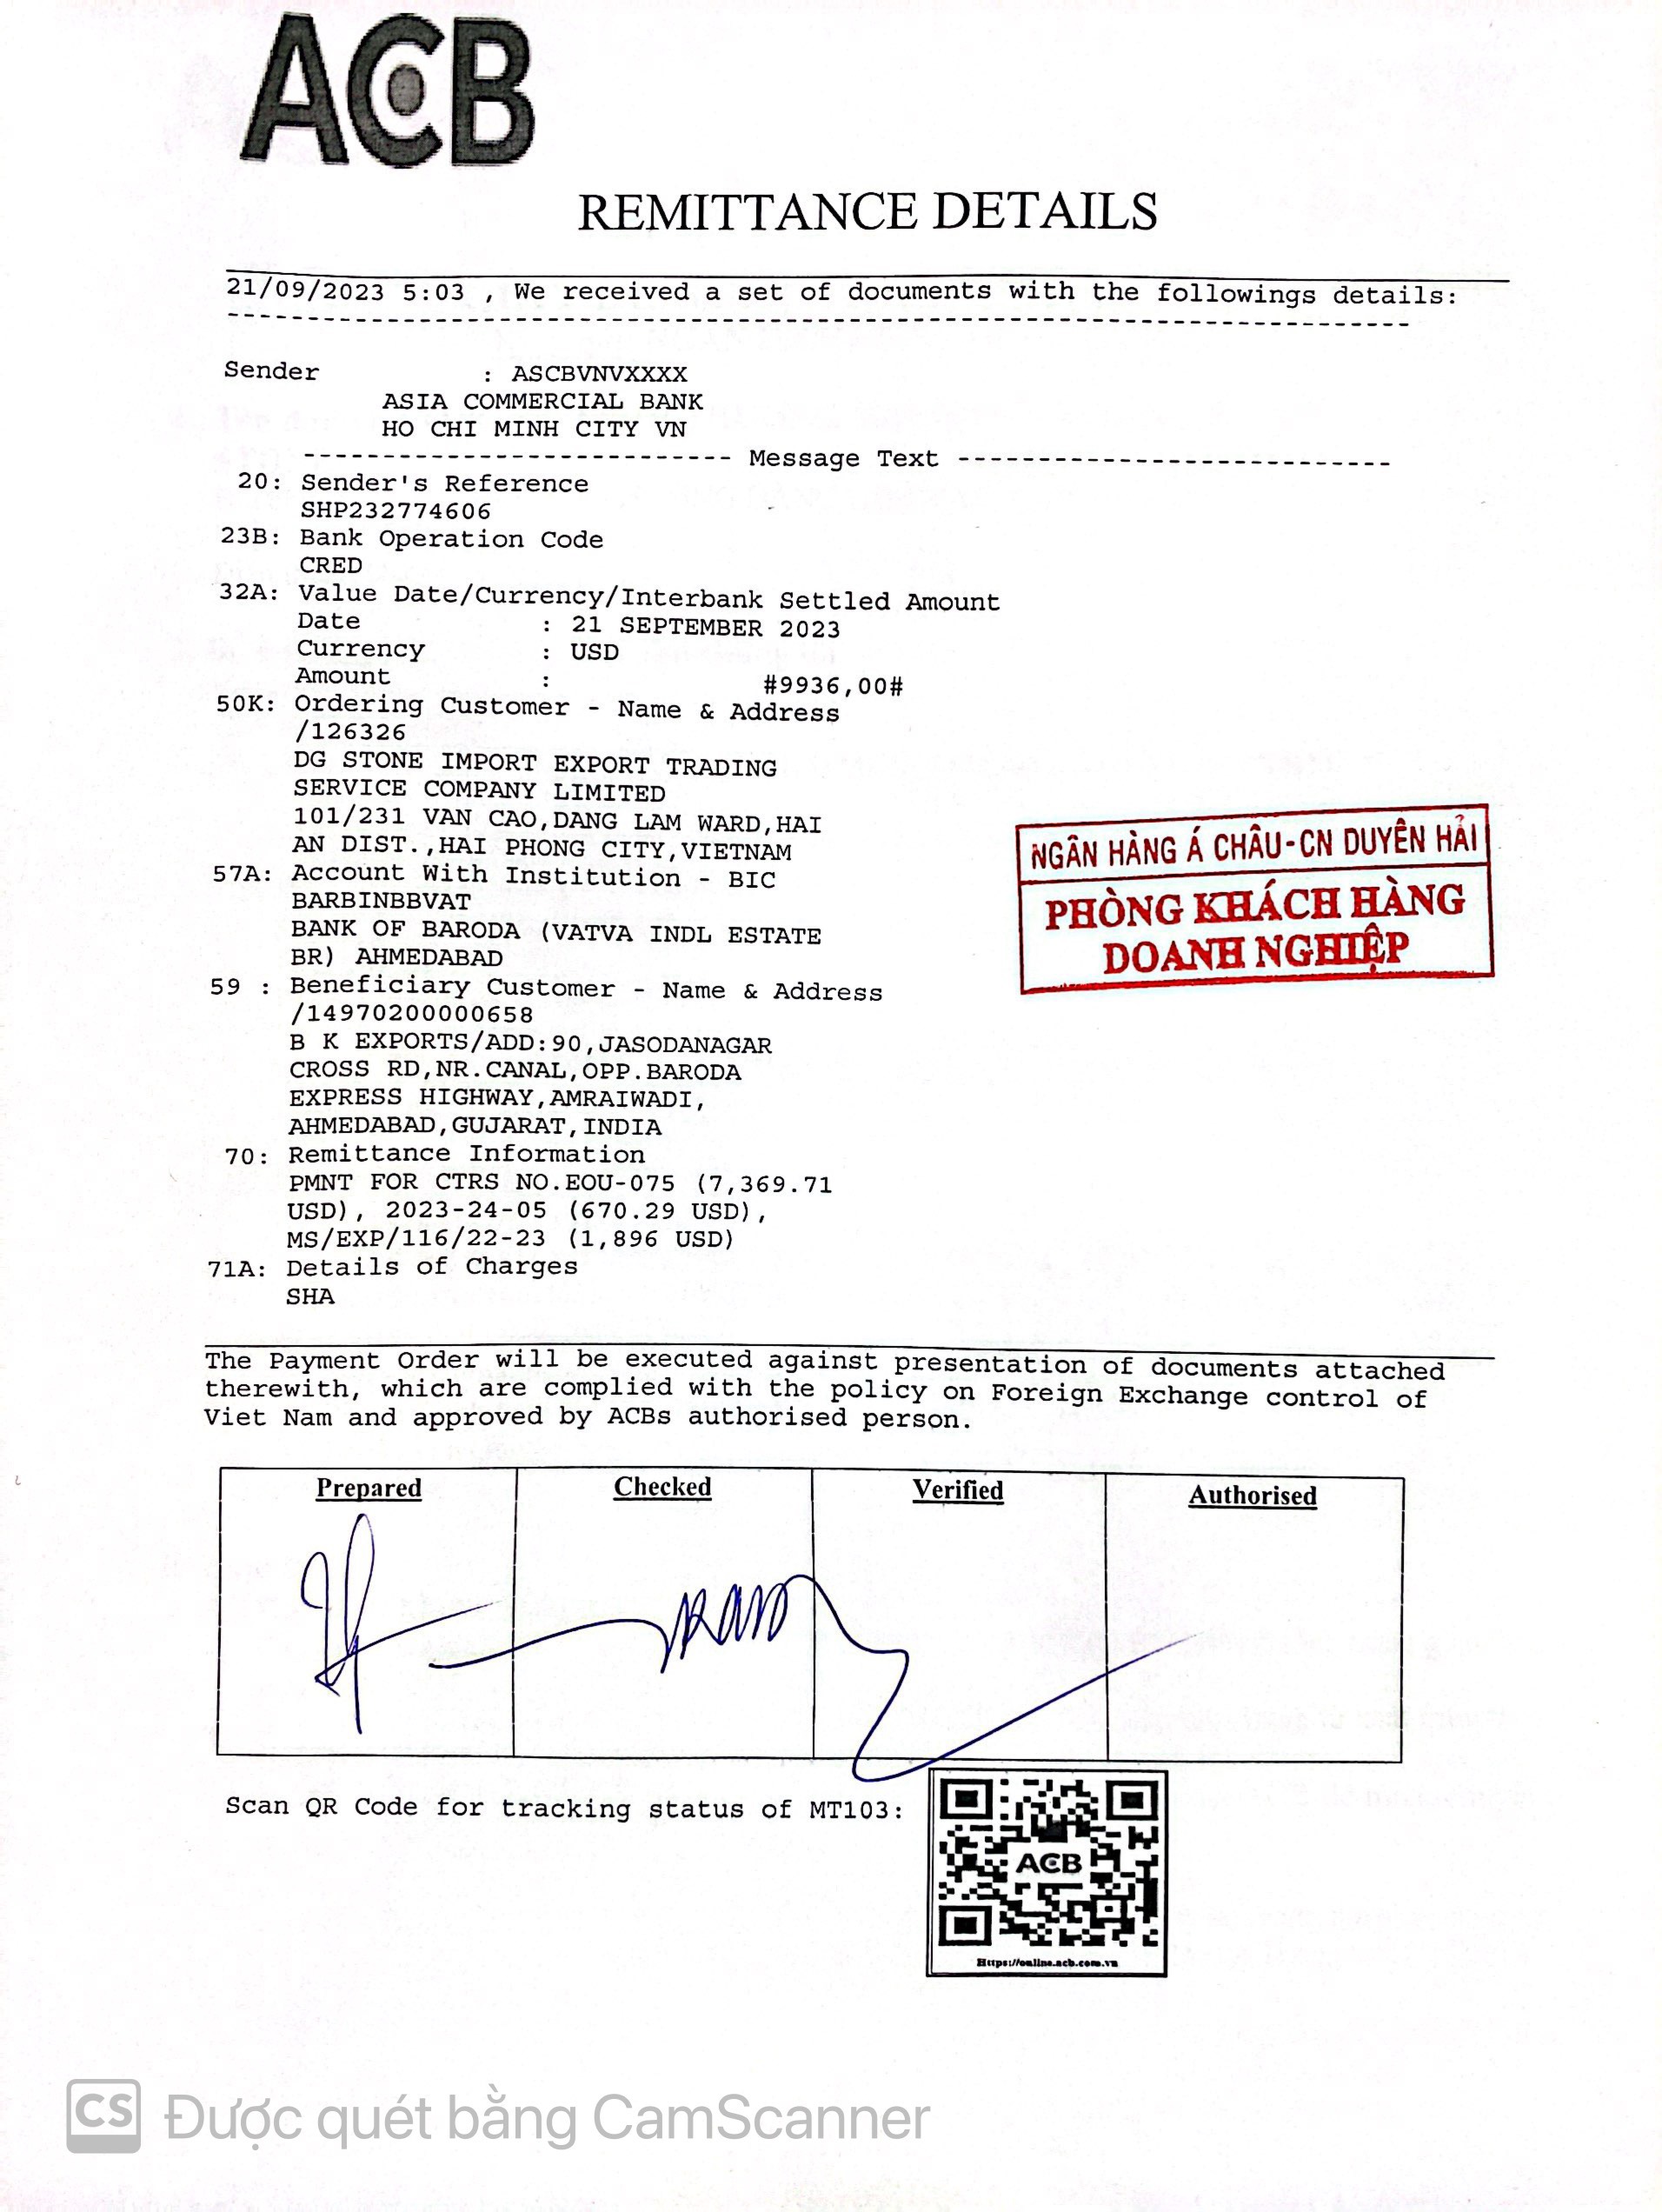 ACB
REMITTANCE DETAILS
21/09/2023 5:03 , We received a set of documents with the followings details:
Sender : ASCBVNVXXXX
ASIA COMMERCIAL BANK
HO CHI MINH CITY VN
--------------------------- Message Text ---------------------------
20: Sender's Reference
SHP232774606
23B: Bank Operation Code
CRED
32A: Value Date/Currency/Interbank Settled Amount
Date : 21 SEPTEMBER 2023
Currency : USD
Amount : #9936,00#
50K: Ordering Customer - Name & Address
/126326
DG STONE IMPORT EXPORT TRADING
SERVICE COMPANY LIMITED
101/231 VAN CAO,DANG LAM WARD,HAI
AN DIST.,HAI PHONG CITY,VIETNAM
NGÂN HÀNG Á CHÂU-CN DUYÊN HẢI
PHÒNG KHÁCH HÀNG
DOANH NGHIỆP
57A: Account With Institution - BIC
BARBINBBVAT
BANK OF BARODA (VATVA INDL ESTATE
BR) AHMEDABAD
59 : Beneficiary Customer - Name & Address
/14970200000658
B K EXPORTS/ADD:90,JASODANAGAR
CROSS RD,NR.CANAL,OPP.BARODA
EXPRESS HIGHWAY,AMRAIWADI,
AHMEDABAD,GUJARAT,INDIA
70: Remittance Information
PMNT FOR CTRS NO.EOU-075 (7,369.71
USD), 2023-24-05 (670.29 USD),
MS/EXP/116/22-23 (1,896 USD)
71A: Details of Charges
SHA
The Payment Order will be executed against presentation of documents attached
therewith, which are complied with the policy on Foreign Exchange control of
Viet Nam and approved by ACBs authorised person.
Prepared Checked Verified Authorised
Scan QR Code for tracking status of MT103:
ACB
Https://online.acb.com.vn
CS Được quét bằng CamScanner